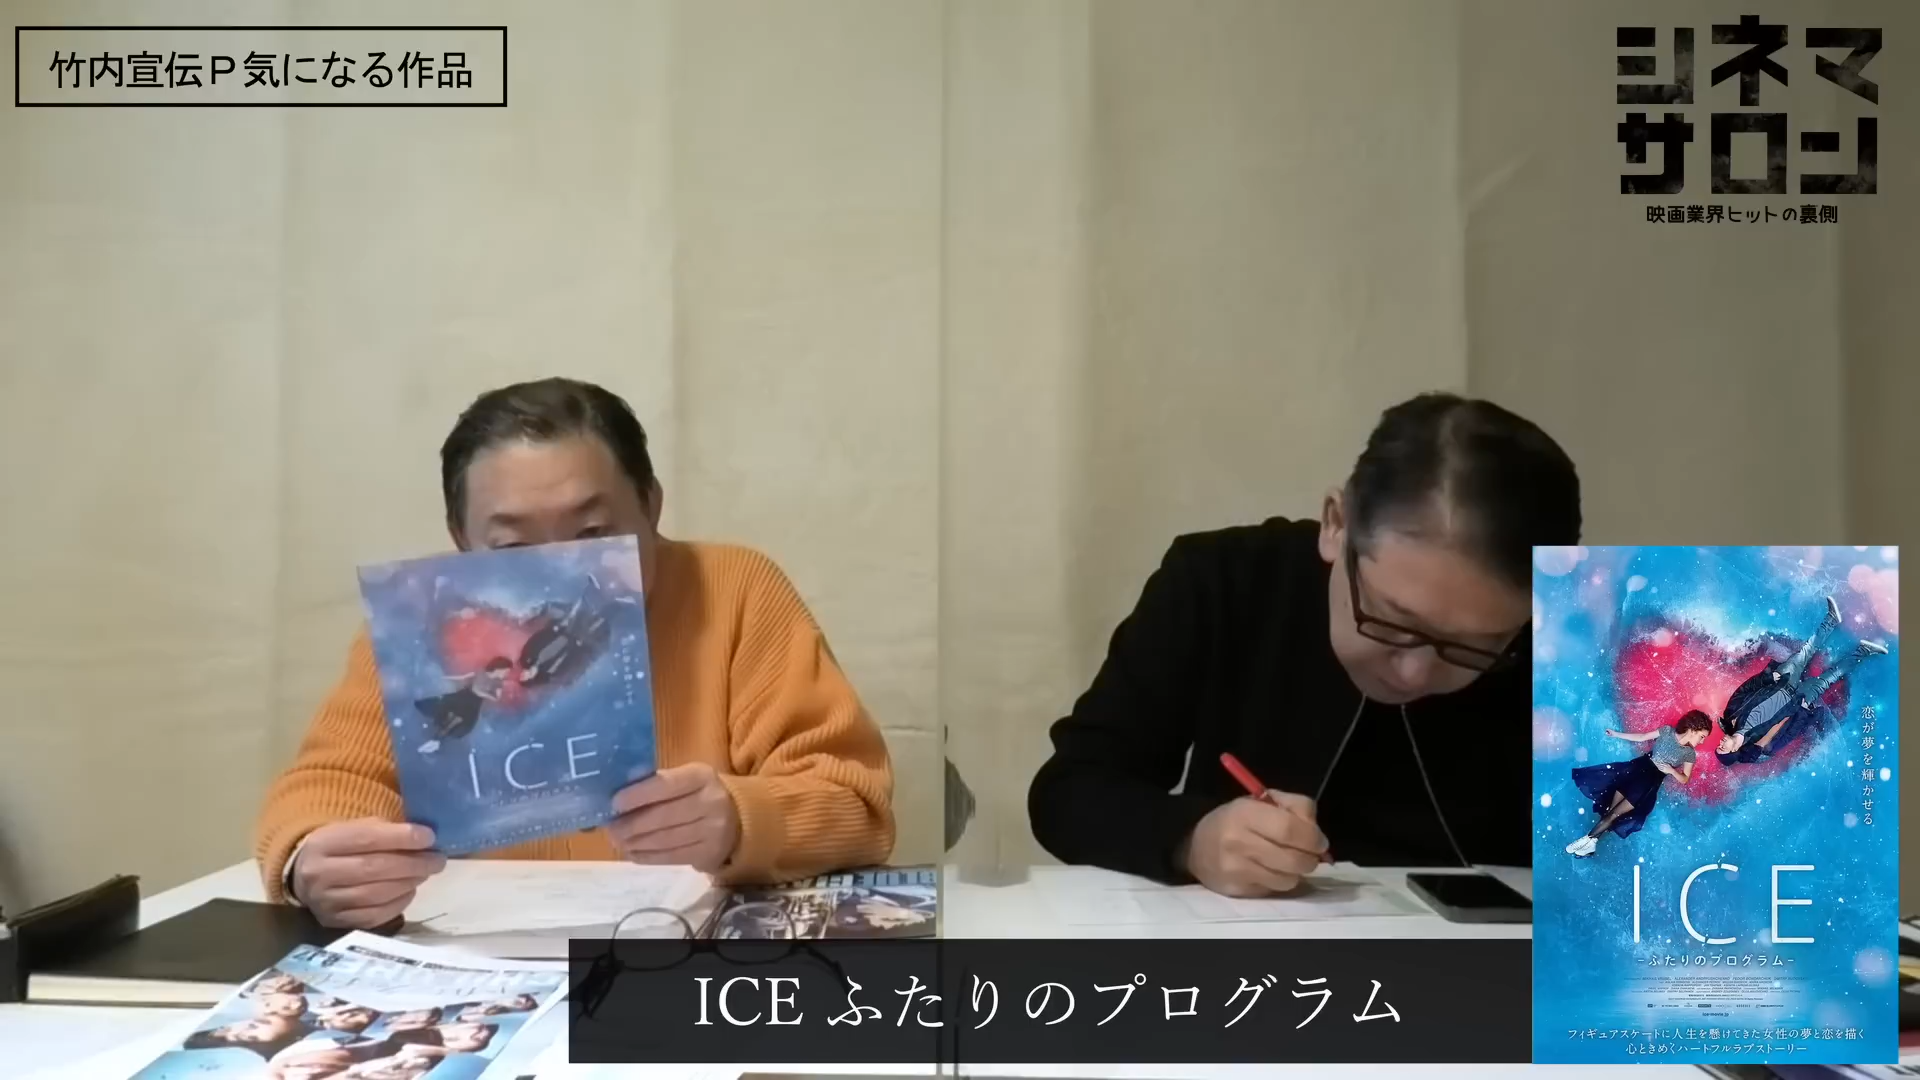 竹内宣伝P気になる作品
シネマ
サロン
映画業界ヒットの裏側
ICE
恋が夢を輝かせる
ICE
-ふたりのプログラム-
フィギュアスケートに人生を懸けてきた女性の夢と恋を描く
心ときめくハートフルラブストーリー
ICE ふたりのプログラム